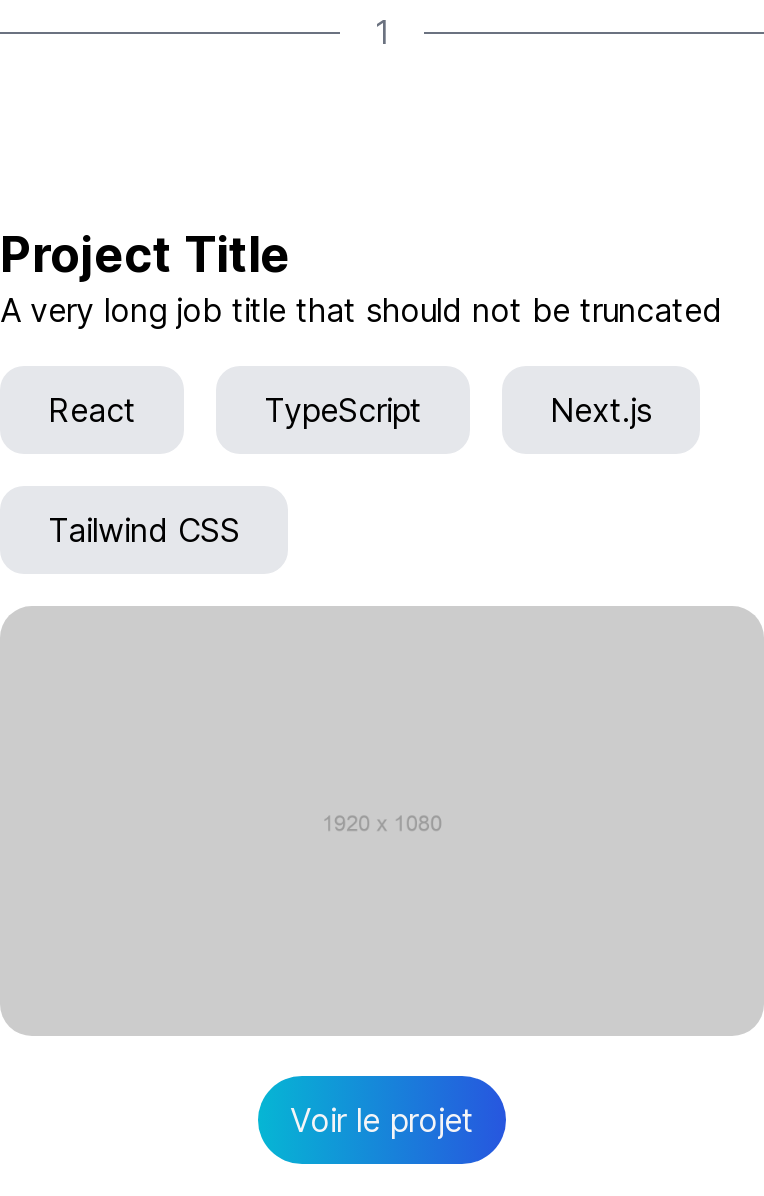 1
Project Title
A very long job title that should not be truncated
React TypeScript Next.js
Tailwind CSS
1920 x 1080
Voir le projet